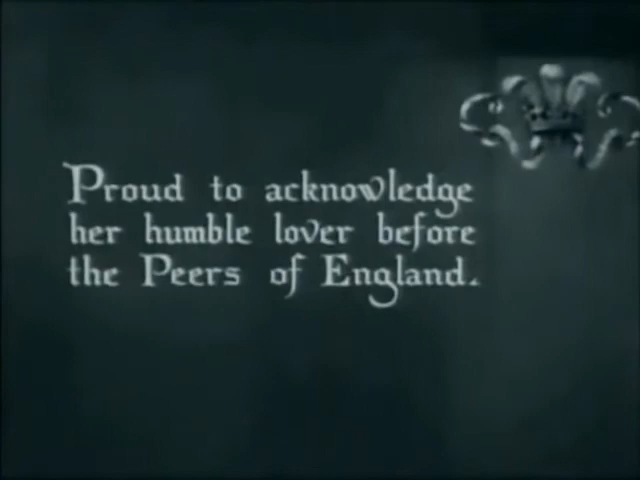 Proud to acknowledge
her humble lover before
the Peers of England.